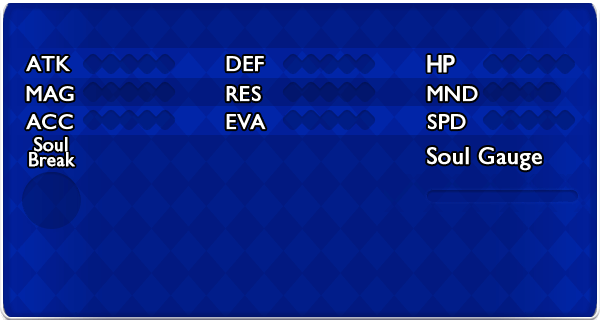 ATK DEF HP
MAG RES MND
ACC EVA SPD
Soul
Break
Soul Gauge